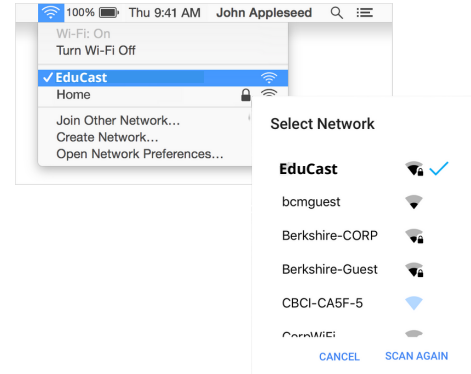 100% Thu 9:41 AM John Appleseed
Wi-Fi: On
Turn Wi-Fi Off
EduCast
Home
Join Other Network...
Create Network...
Open Network Preferences...
Select Network
EduCast
bcmguest
Berkshire-CORP
Berkshire-Guest
CBCI-CA5F-5
CorpWiFi
CANCEL SCAN AGAIN